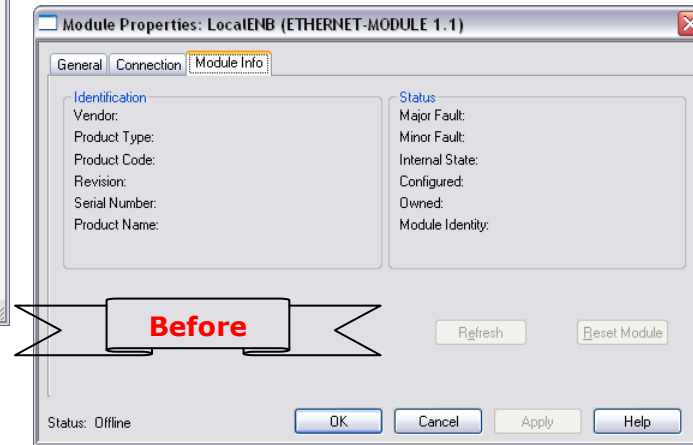 Module Properties: LocalENB (ETHERNET-MODULE 1.1)
General Connection Module Info
Identification
Vendor:
Product Type:
Product Code:
Revision:
Serial Number:
Product Name:
Status
Major Fault:
Minor Fault:
Internal State:
Configured:
Owned:
Module Identity:
Before
Refresh Reset Module
Status: Offline OK Cancel Apply Help